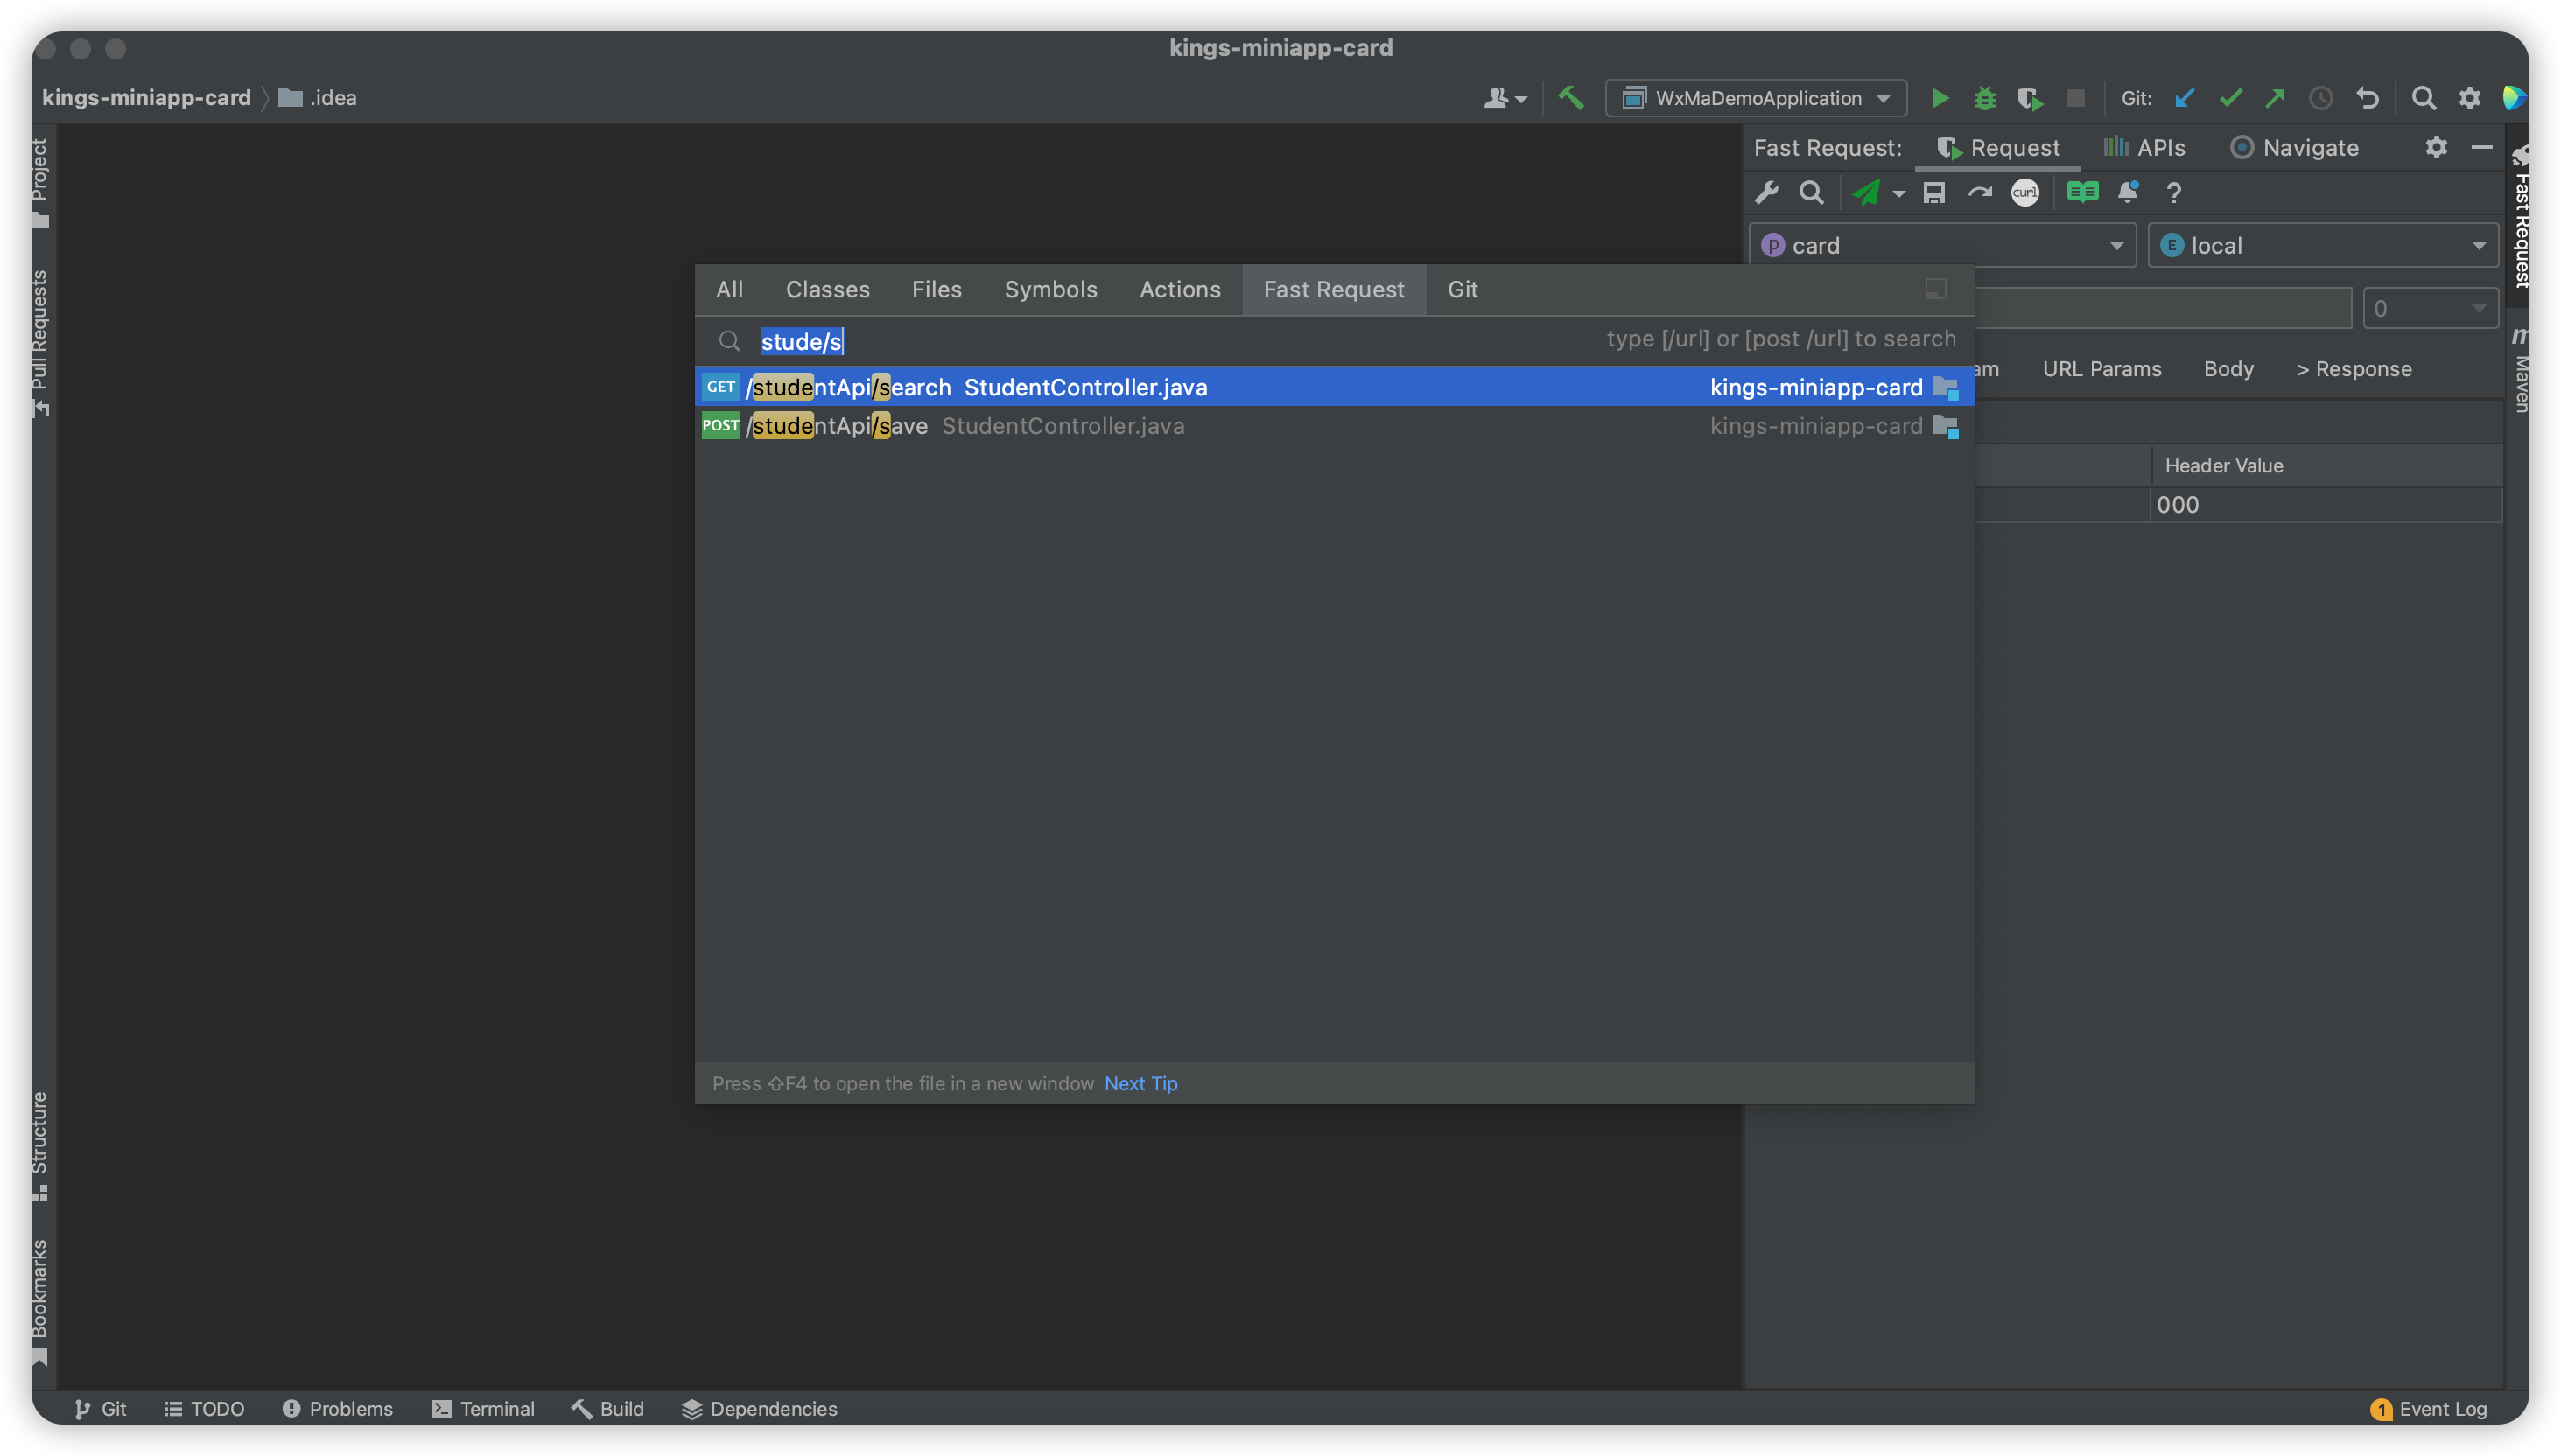 kings-miniapp-card
kings-miniapp-card .idea WxMaDemoApplication Git:
Project
Pull Requests
Structure
Bookmarks
Fast Request: Request APIs Navigate
curl ?
p card E local
0
All Classes Files Symbols Actions Fast Request Git
stude/s type [/url] or [post /url] to search
GET /studentApi/search StudentController.java kings-miniapp-card
POST /studentApi/save StudentController.java kings-miniapp-card
URL Params Body > Response
Header Value
000
Press ⇧F4 to open the file in a new window Next Tip
Fast Request
m Maven
Git TODO Problems Terminal Build Dependencies 1 Event Log